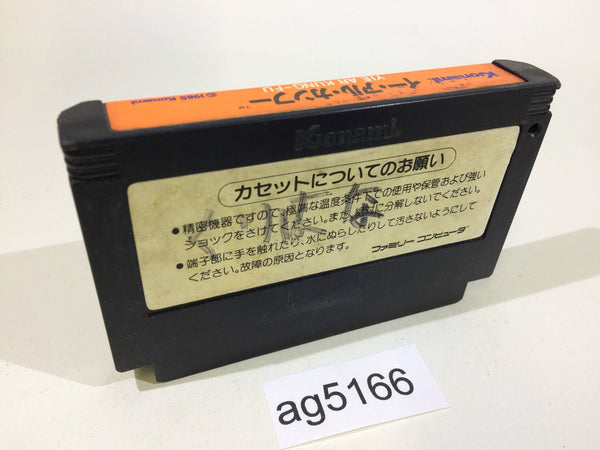 Konami
イー・アル・カンフー
YIE AR KUNG-FU
TM
© 1985 Konami
Konami
カセットについてのお願い
●精密機器ですので、極端な温度条件下での使用や保管および強い
ショックをさけてください。また、絶対に分解しないでください。
●端子部に手を触れたり、水にぬらしたりして汚さないようにして
ください。故障の原因となります。
ファミリー コンピュータ
ag5166